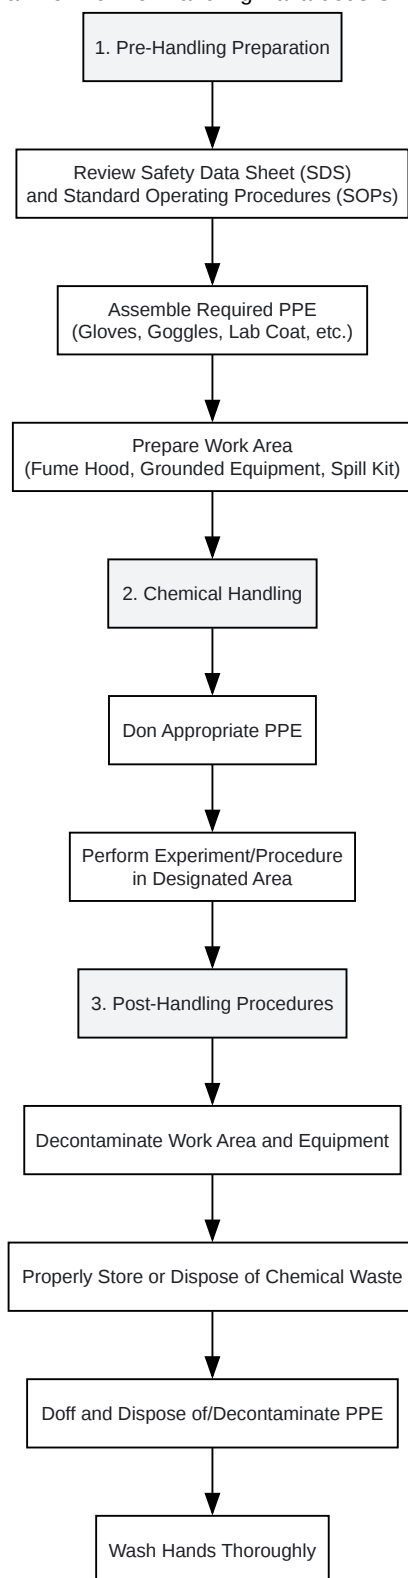 1. Pre-Handling Preparation
Review Safety Data Sheet (SDS)
and Standard Operating Procedures (SOPs)
Assemble Required PPE
(Gloves, Goggles, Lab Coat, etc.)
Prepare Work Area
(Fume Hood, Grounded Equipment, Spill Kit)
2. Chemical Handling
Don Appropriate PPE
Perform Experiment/Procedure
in Designated Area
3. Post-Handling Procedures
Decontaminate Work Area and Equipment
Properly Store or Dispose of Chemical Waste
Doff and Dispose of/Decontaminate PPE
Wash Hands Thoroughly